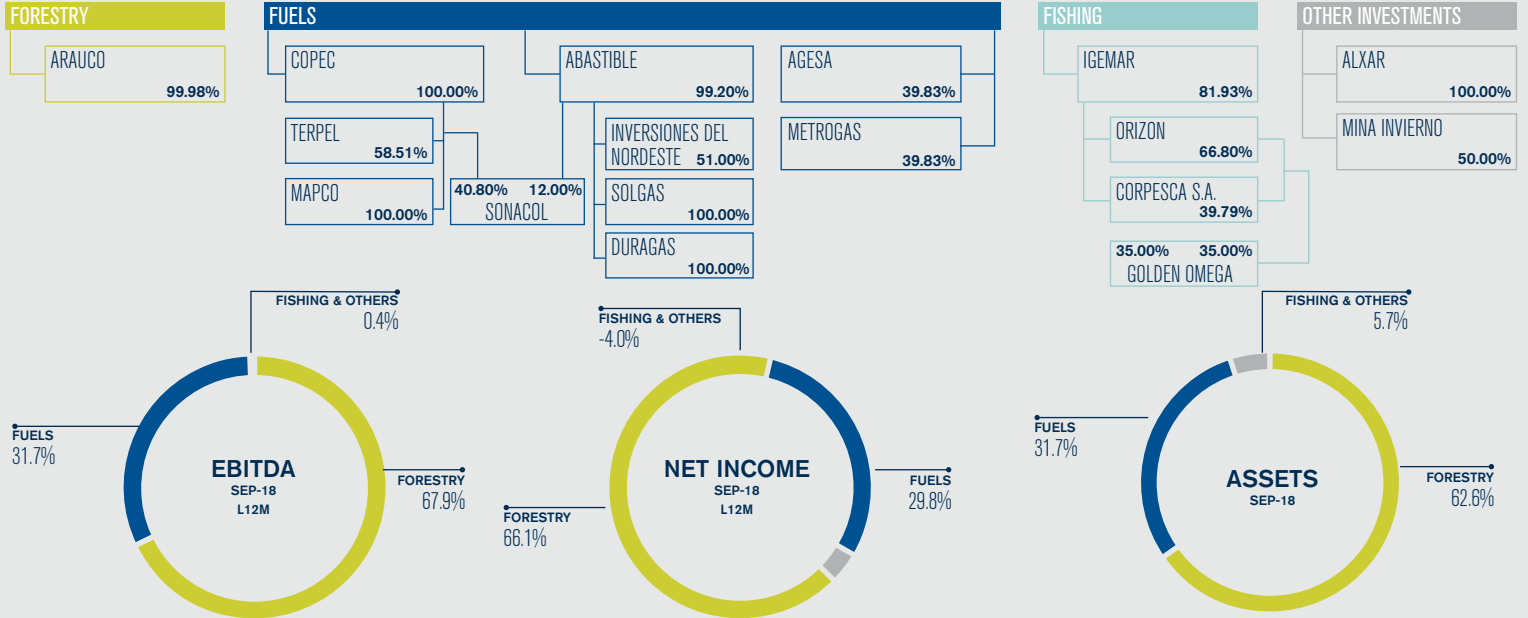 FORESTRY
ARAUCO
99.98%
FUELS
COPEC
100.00%
TERPEL
58.51%
MAPCO
100.00%
40.80% 12.00%
SONACOL
ABASTIBLE
99.20%
INVERSIONES DEL
NORDESTE 51.00%
SOLGAS
100.00%
DURAGAS
100.00%
AGESA
39.83%
METROGAS
39.83%
FISHING
IGEMAR
81.93%
ORIZON
66.80%
CORPESCA S.A.
39.79%
35.00% 35.00%
GOLDEN OMEGA
OTHER INVESTMENTS
ALXAR
100.00%
MINA INVIERNO
50.00%
FISHING & OTHERS
0.4%
FUELS
31.7%
EBITDA
SEP-18
L12M
FORESTRY
67.9%
FISHING & OTHERS
-4.0%
NET INCOME
SEP-18
L12M
FUELS
29.8%
FORESTRY
66.1%
FISHING & OTHERS
5.7%
FUELS
31.7%
ASSETS
SEP-18
FORESTRY
62.6%